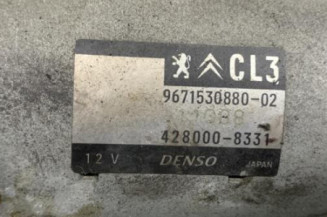 CL3
9671530880-02
428000-8331
12 V DENSO JAPAN